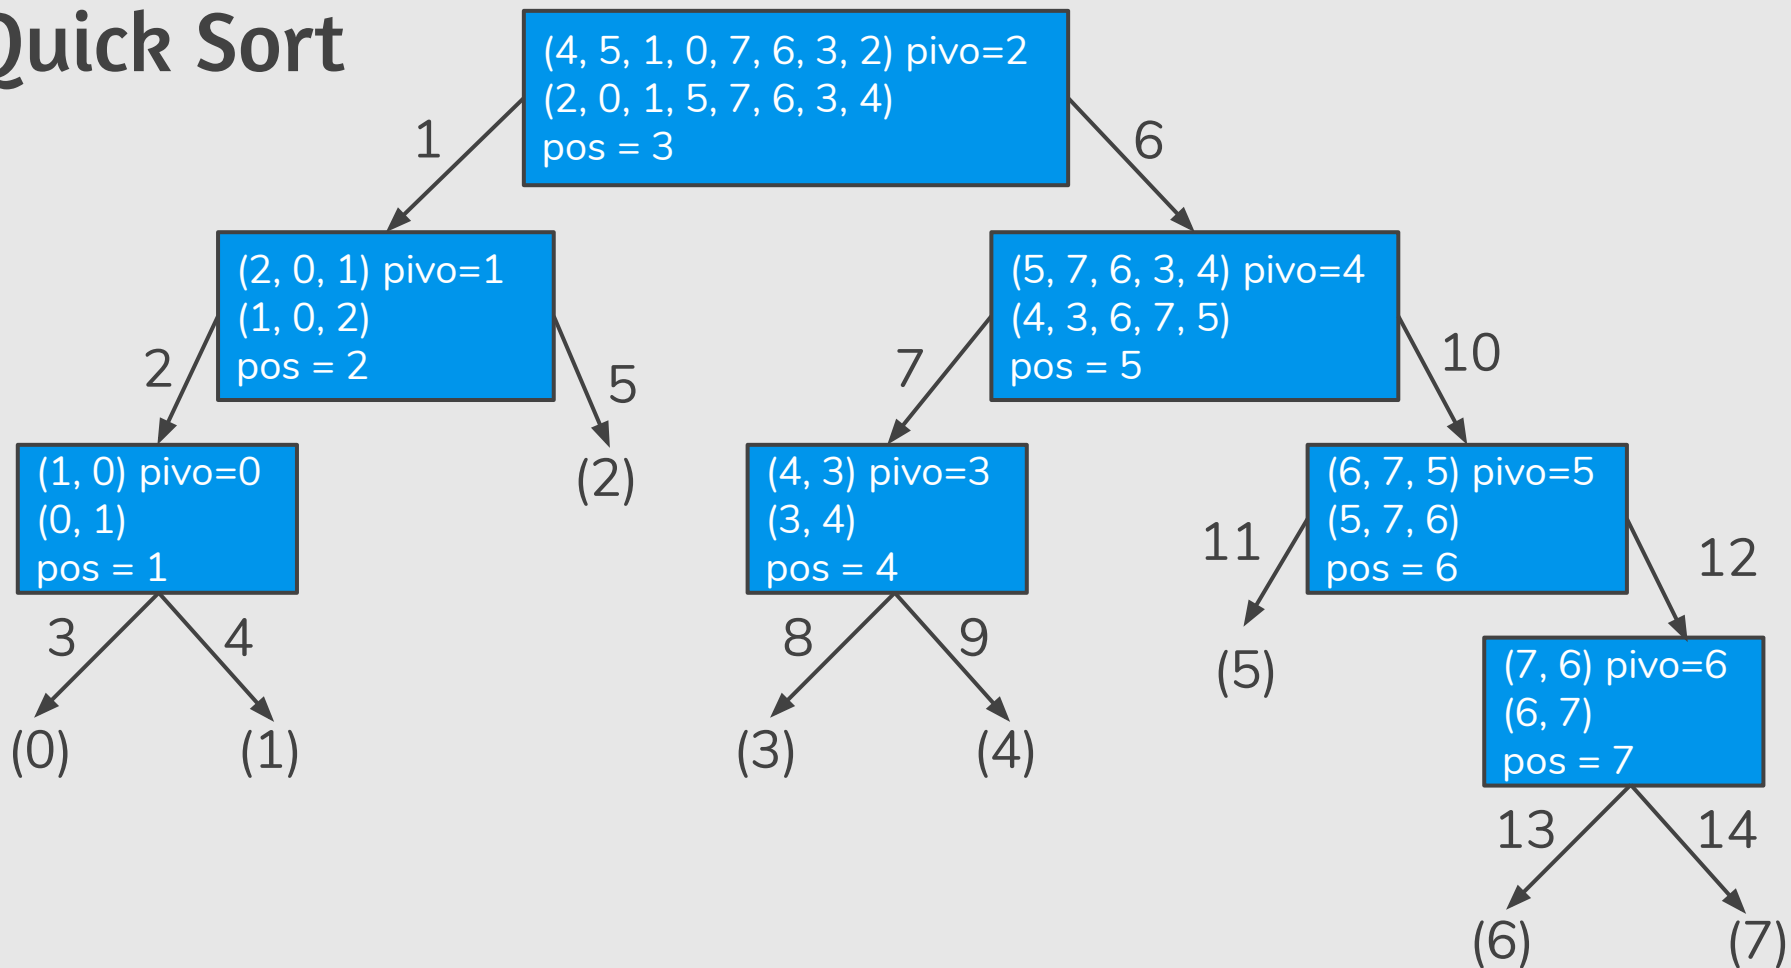 Quick Sort
(4, 5, 1, 0, 7, 6, 3, 2) pivo=2
(2, 0, 1, 5, 7, 6, 3, 4)
pos = 3
1
6
(2, 0, 1) pivo=1
(1, 0, 2)
pos = 2
(5, 7, 6, 3, 4) pivo=4
(4, 3, 6, 7, 5)
pos = 5
2
5
7
10
(1, 0) pivo=0
(0, 1)
pos = 1
(2)
(4, 3) pivo=3
(3, 4)
pos = 4
(6, 7, 5) pivo=5
(5, 7, 6)
pos = 6
11
12
3
4
8
9
(5)
(7, 6) pivo=6
(6, 7)
pos = 7
(0)
(1)
(3)
(4)
13
14
(6)
(7)